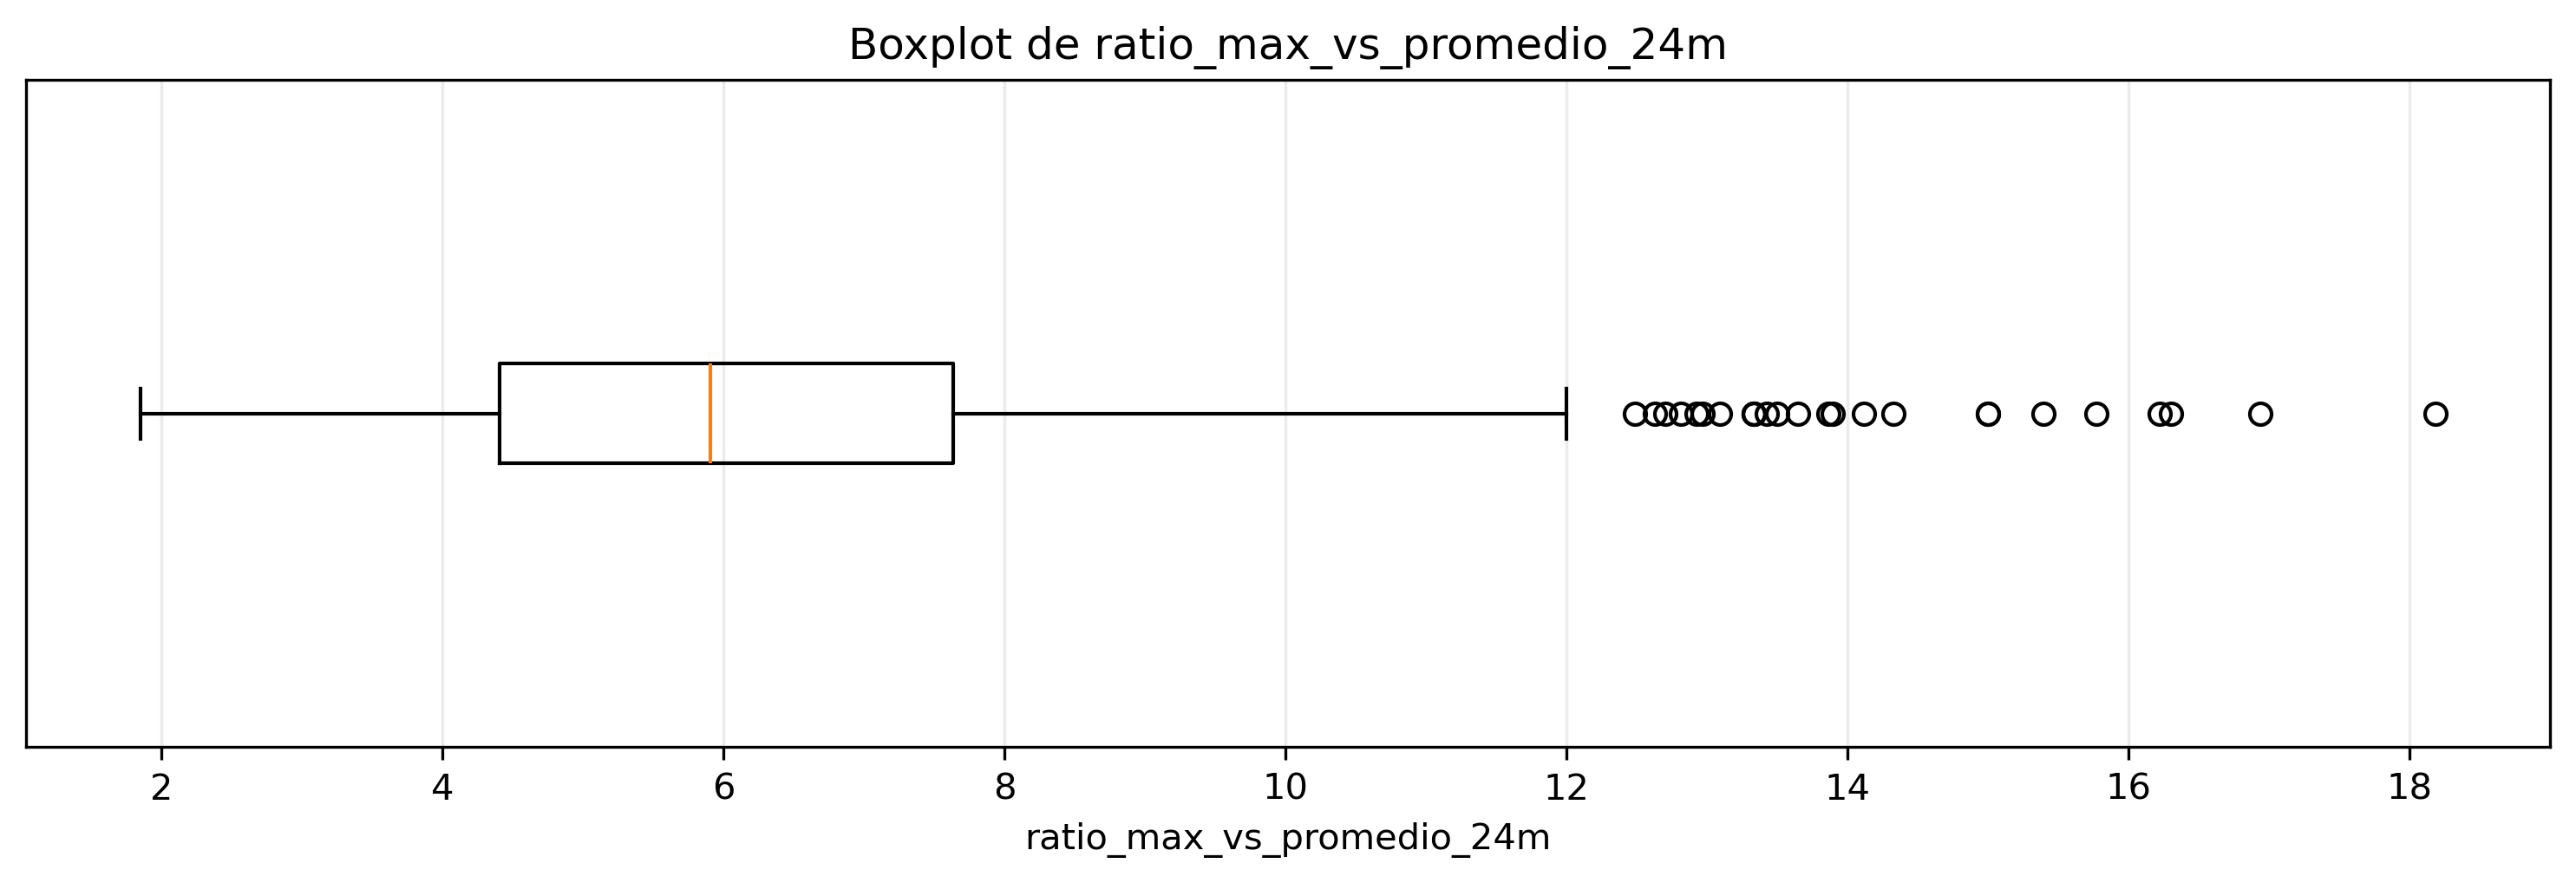 Boxplot de ratio_max_vs_promedio_24m
2 4 6 8 10 12 14 16 18
ratio_max_vs_promedio_24m